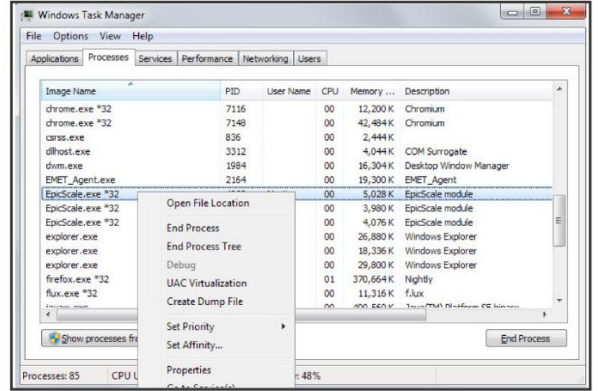 Windows Task Manager
File Options View Help
Applications Processes Services Performance Networking Users
Image Name PID User Name CPU Memory ... Description
chrome.exe *32 7116 00 12,200 K Chromium
chrome.exe *32 7148 00 42,484 K Chromium
csrss.exe 836 00 2,444 K
dllhost.exe 3312 00 4,044 K COM Surrogate
dwm.exe 1984 00 16,304 K Desktop Window Manager
EMET_Agent.exe 2164 00 19,300 K EMET_Agent
EpicScale.exe *32 00 5,028 K EpicScale module
EpicScale.exe *32 00 3,980 K EpicScale module
EpicScale.exe *32 00 4,076 K EpicScale module
explorer.exe 00 26,880 K Windows Explorer
explorer.exe 00 18,336 K Windows Explorer
explorer.exe 00 29,800 K Windows Explorer
firefox.exe *32 01 370,664 K Nightly
flux.exe *32 00 11,316 K f.lux
Open File Location
End Process
End Process Tree
Debug
UAC Virtualization
Create Dump File
Set Priority
Set Affinity...
Properties
Show processes End Process
Processes: 85 CPU 48%